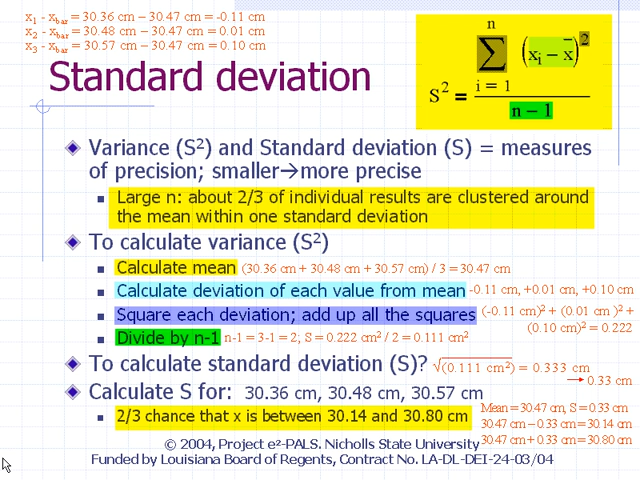 x₁ - x_bar = 30.36 cm – 30.47 cm = -0.11 cm
x₂ - x_bar = 30.48 cm – 30.47 cm = 0.01 cm
x₃ - x_bar = 30.57 cm – 30.47 cm = 0.10 cm
Standard deviation
S² = n ∑ i = 1 (xᵢ – x̄)² / n – 1
Variance (S²) and Standard deviation (S) = measures
of precision; smaller→more precise
Large n: about 2/3 of individual results are clustered around
the mean within one standard deviation
To calculate variance (S²)
Calculate mean (30.36 cm + 30.48 cm + 30.57 cm) / 3 = 30.47 cm
Calculate deviation of each value from mean -0.11 cm, +0.01 cm, +0.10 cm
Square each deviation; add up all the squares (-0.11 cm)² + (0.01 cm )² +
(0.10 cm)² = 0.222
Divide by n-1 n-1 = 3-1 = 2; S = 0.222 cm² / 2 = 0.111 cm²
To calculate standard deviation (S)? √(0.111 cm²) = 0.333 cm
→ 0.33 cm
Calculate S for: 30.36 cm, 30.48 cm, 30.57 cm
2/3 chance that x is between 30.14 and 30.80 cm
Mean = 30.47 cm, S = 0.33 cm
30.47 cm – 0.33 cm = 30.14 cm
30.47 cm + 0.33 cm = 30.80 cm
© 2004, Project e²-PALS. Nicholls State University
Funded by Louisiana Board of Regents, Contract No. LA-DL-DEI-24-03/04